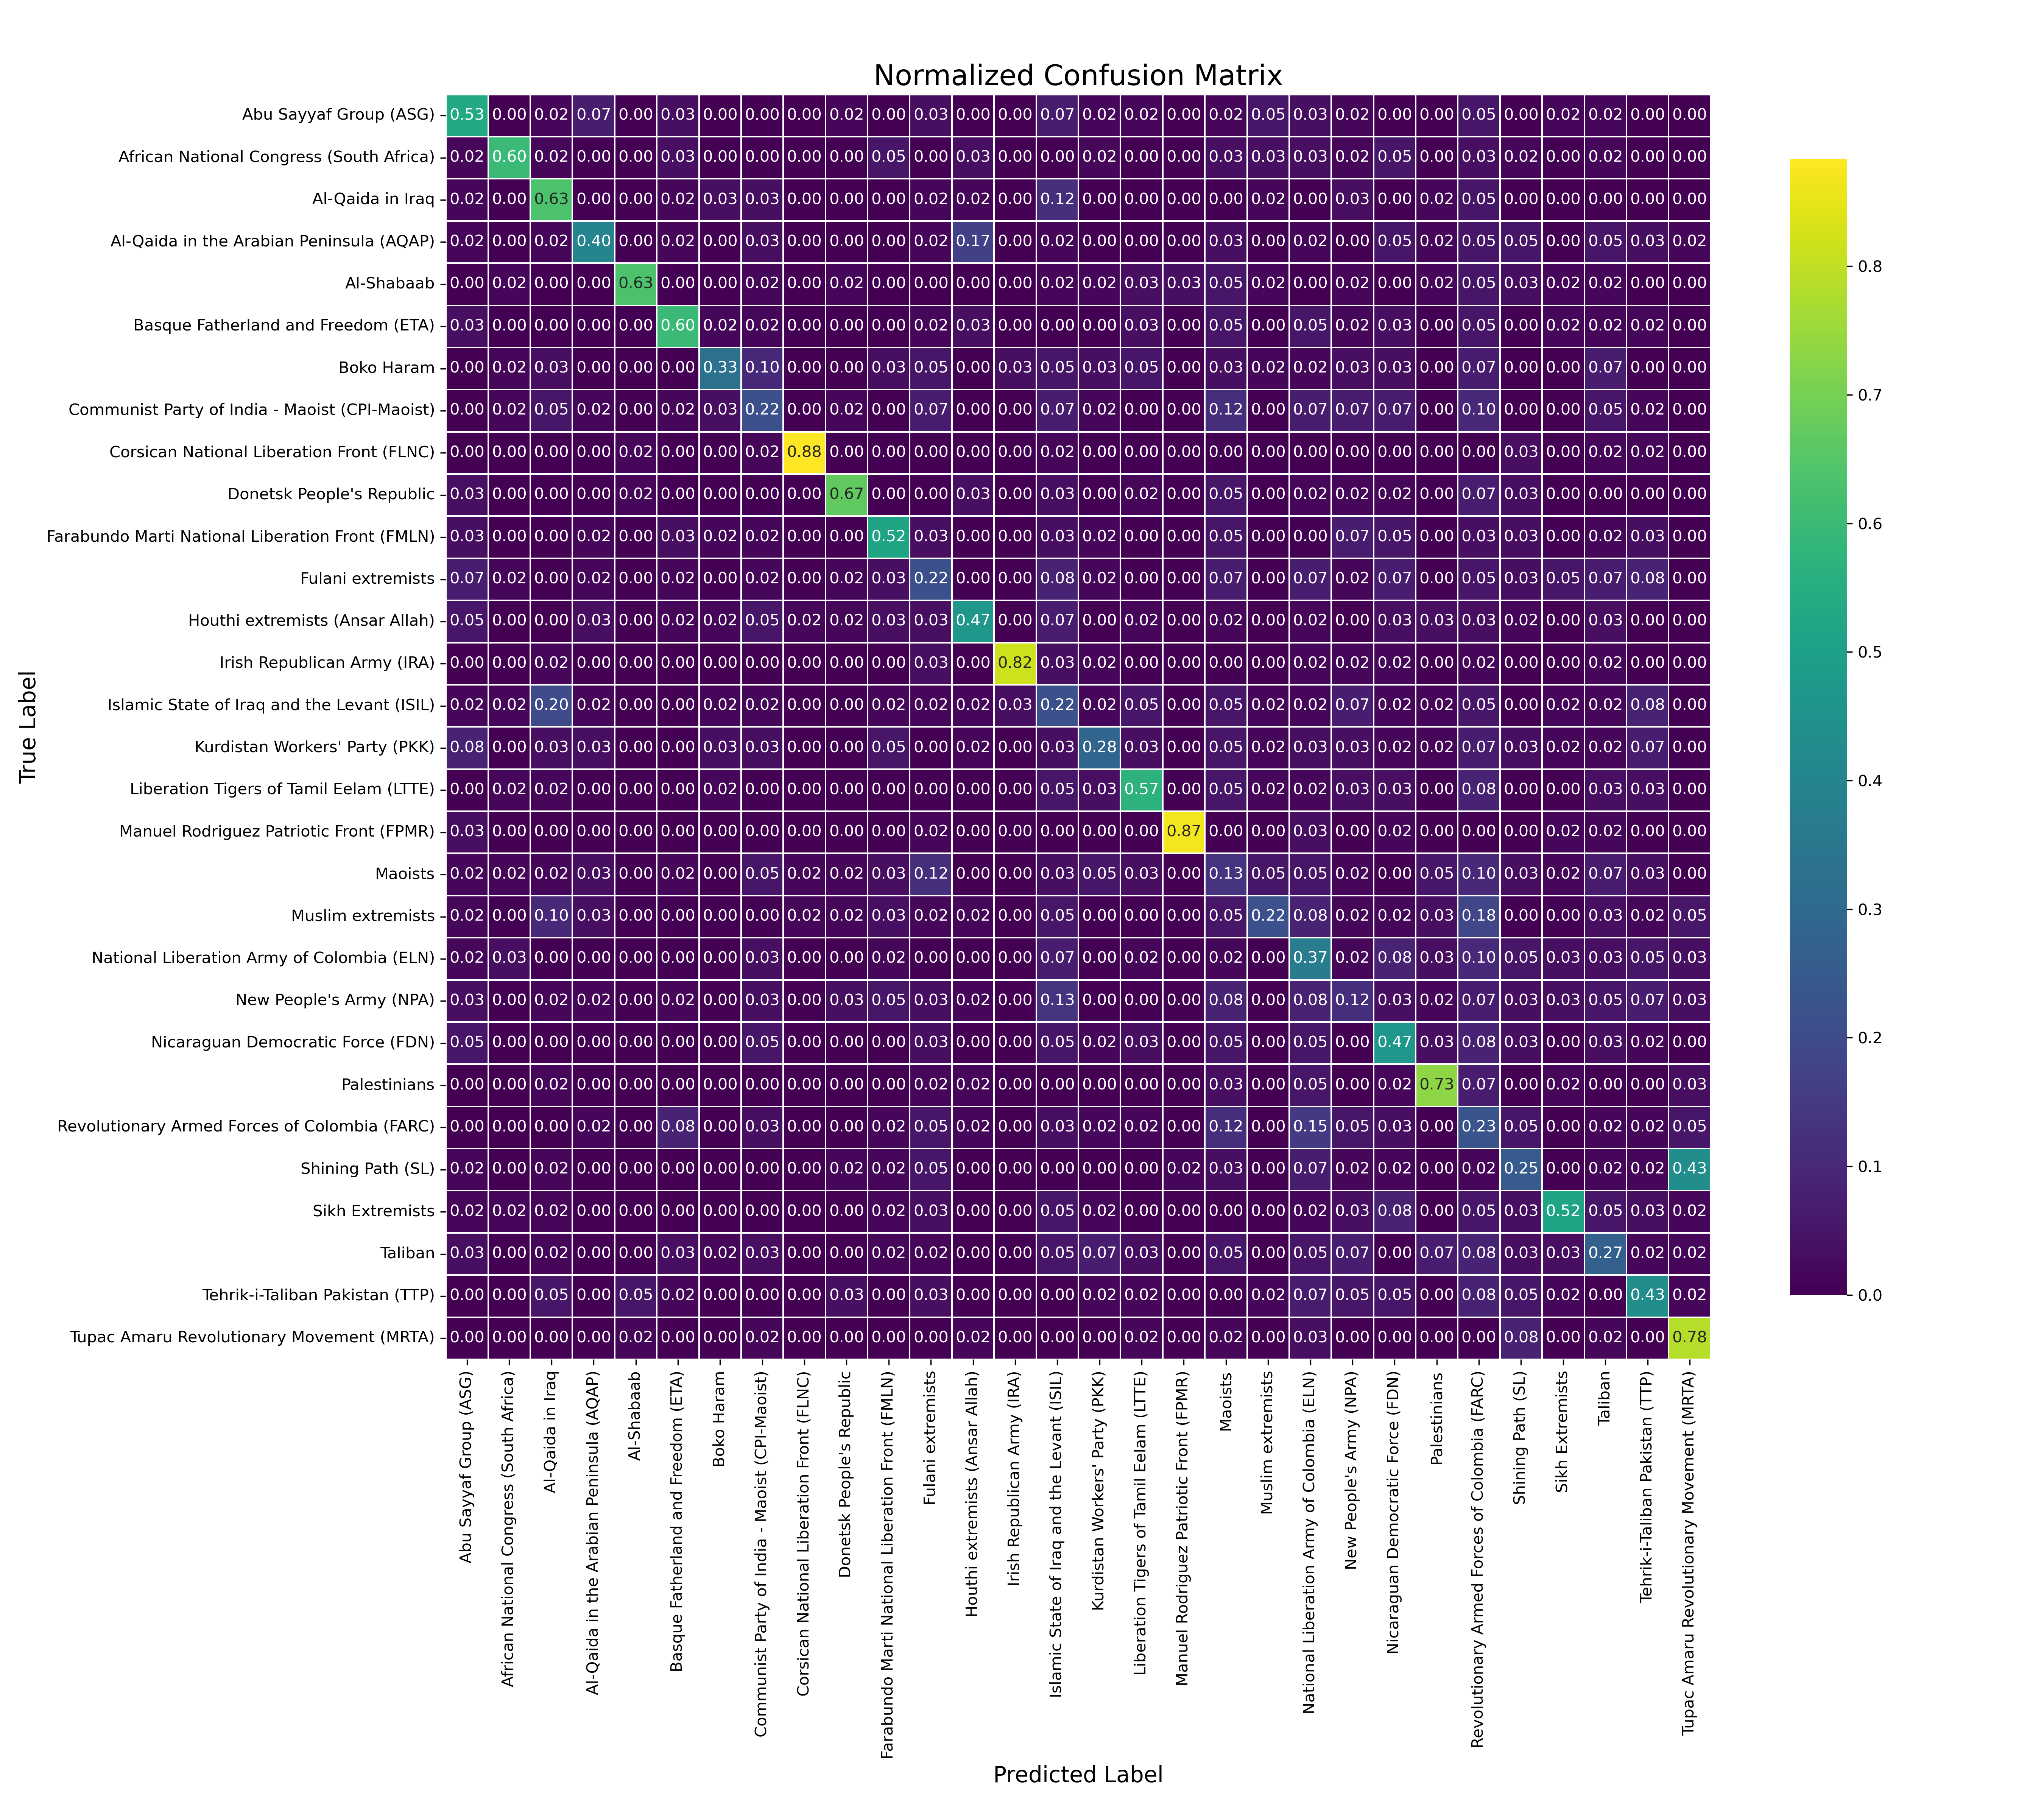 Normalized Confusion Matrix
Abu Sayyaf Group (ASG) 0.53 0.00 0.02 0.07 0.00 0.03 0.00 0.00 0.00 0.02 0.00 0.03 0.00 0.00 0.07 0.02 0.02 0.00 0.02 0.05 0.03 0.02 0.00 0.00 0.05 0.00 0.02 0.02 0.00 0.00
African National Congress (South Africa) 0.02 0.60 0.02 0.00 0.00 0.03 0.00 0.00 0.00 0.00 0.05 0.00 0.03 0.00 0.00 0.02 0.00 0.00 0.03 0.03 0.03 0.02 0.05 0.00 0.03 0.02 0.00 0.02 0.00 0.00
Al-Qaida in Iraq 0.02 0.00 0.63 0.00 0.00 0.02 0.03 0.03 0.00 0.00 0.00 0.02 0.02 0.00 0.12 0.00 0.00 0.00 0.00 0.02 0.00 0.03 0.00 0.00 0.05 0.00 0.00 0.00 0.00 0.00
Al-Qaida in the Arabian Peninsula (AQAP) 0.02 0.00 0.02 0.40 0.00 0.02 0.00 0.03 0.00 0.00 0.00 0.02 0.17 0.00 0.02 0.00 0.00 0.00 0.03 0.00 0.02 0.00 0.05 0.02 0.05 0.05 0.00 0.05 0.03 0.02
Al-Shabaab 0.00 0.02 0.00 0.00 0.63 0.00 0.00 0.02 0.00 0.02 0.00 0.00 0.00 0.00 0.02 0.02 0.03 0.03 0.05 0.00 0.02 0.00 0.00 0.00 0.05 0.03 0.02 0.02 0.00 0.00
Basque Fatherland and Freedom (ETA) 0.03 0.00 0.00 0.00 0.00 0.60 0.02 0.02 0.00 0.00 0.00 0.02 0.03 0.00 0.00 0.00 0.03 0.00 0.05 0.00 0.05 0.02 0.03 0.00 0.05 0.00 0.02 0.02 0.02 0.00
Boko Haram 0.00 0.02 0.03 0.00 0.00 0.00 0.33 0.10 0.00 0.00 0.03 0.05 0.00 0.03 0.05 0.03 0.05 0.00 0.03 0.02 0.02 0.03 0.03 0.00 0.07 0.00 0.00 0.07 0.00 0.00
Communist Party of India - Maoist (CPI-Maoist) 0.00 0.02 0.05 0.02 0.00 0.02 0.03 0.22 0.00 0.02 0.00 0.07 0.00 0.00 0.07 0.02 0.00 0.00 0.12 0.00 0.07 0.07 0.07 0.00 0.10 0.00 0.00 0.05 0.02 0.00
Corsican National Liberation Front (FLNC) 0.00 0.00 0.00 0.00 0.02 0.00 0.00 0.02 0.88 0.00 0.00 0.00 0.00 0.00 0.02 0.00 0.00 0.00 0.00 0.00 0.00 0.00 0.00 0.00 0.00 0.03 0.00 0.02 0.02 0.00
Donetsk People's Republic 0.03 0.00 0.00 0.00 0.02 0.00 0.00 0.00 0.00 0.67 0.00 0.00 0.03 0.00 0.03 0.00 0.02 0.00 0.05 0.00 0.02 0.02 0.02 0.00 0.07 0.03 0.00 0.00 0.00 0.00
Farabundo Marti National Liberation Front (FMLN) 0.03 0.00 0.00 0.02 0.00 0.03 0.02 0.02 0.00 0.00 0.52 0.03 0.00 0.00 0.03 0.02 0.00 0.00 0.05 0.00 0.00 0.07 0.05 0.00 0.03 0.03 0.00 0.02 0.03 0.00
Fulani extremists 0.07 0.02 0.00 0.02 0.00 0.02 0.00 0.02 0.00 0.02 0.03 0.22 0.00 0.00 0.08 0.02 0.00 0.00 0.07 0.00 0.07 0.02 0.07 0.00 0.05 0.03 0.05 0.07 0.08 0.00
Houthi extremists (Ansar Allah) 0.05 0.00 0.00 0.03 0.00 0.02 0.02 0.05 0.02 0.02 0.03 0.03 0.47 0.00 0.07 0.00 0.02 0.00 0.02 0.00 0.00 0.00 0.03 0.03 0.03 0.02 0.00 0.03 0.00 0.00
Irish Republican Army (IRA) 0.00 0.00 0.02 0.00 0.00 0.00 0.00 0.02 0.00 0.00 0.00 0.03 0.00 0.82 0.03 0.02 0.00 0.00 0.00 0.00 0.02 0.02 0.02 0.00 0.02 0.00 0.00 0.02 0.00 0.00
Islamic State of Iraq and the Levant (ISIL) 0.02 0.02 0.20 0.02 0.00 0.00 0.02 0.02 0.00 0.00 0.02 0.02 0.02 0.03 0.22 0.02 0.05 0.00 0.05 0.02 0.00 0.07 0.02 0.02 0.05 0.00 0.02 0.02 0.08 0.00
Kurdistan Workers' Party (PKK) 0.08 0.00 0.03 0.03 0.00 0.00 0.03 0.03 0.00 0.00 0.05 0.00 0.02 0.00 0.03 0.28 0.03 0.00 0.05 0.02 0.03 0.03 0.02 0.02 0.07 0.03 0.02 0.02 0.07 0.00
Liberation Tigers of Tamil Eelam (LTTE) 0.00 0.02 0.02 0.00 0.00 0.00 0.02 0.00 0.00 0.00 0.00 0.00 0.00 0.00 0.05 0.03 0.57 0.00 0.05 0.02 0.02 0.03 0.03 0.00 0.08 0.00 0.00 0.03 0.03 0.00
Manuel Rodriguez Patriotic Front (FPMR) 0.03 0.00 0.00 0.00 0.00 0.00 0.00 0.00 0.00 0.00 0.00 0.02 0.00 0.00 0.00 0.00 0.00 0.87 0.00 0.00 0.03 0.00 0.02 0.00 0.00 0.00 0.02 0.00 0.00 0.00
Maoists 0.02 0.02 0.02 0.03 0.00 0.02 0.00 0.05 0.02 0.02 0.03 0.12 0.00 0.00 0.03 0.05 0.03 0.00 0.13 0.05 0.05 0.02 0.00 0.05 0.10 0.03 0.02 0.07 0.03 0.00
Muslim extremists 0.02 0.00 0.10 0.03 0.00 0.00 0.00 0.00 0.02 0.02 0.03 0.02 0.02 0.00 0.05 0.00 0.00 0.00 0.05 0.22 0.08 0.02 0.02 0.03 0.18 0.00 0.00 0.03 0.02 0.05
National Liberation Army of Colombia (ELN) 0.02 0.03 0.00 0.00 0.00 0.00 0.00 0.03 0.00 0.00 0.02 0.00 0.00 0.00 0.07 0.00 0.02 0.00 0.02 0.00 0.37 0.02 0.08 0.03 0.10 0.05 0.03 0.03 0.05 0.03
New People's Army (NPA) 0.03 0.00 0.02 0.02 0.00 0.02 0.00 0.03 0.00 0.03 0.05 0.03 0.02 0.00 0.13 0.00 0.00 0.00 0.08 0.00 0.08 0.12 0.03 0.02 0.07 0.03 0.03 0.05 0.07 0.03
Nicaraguan Democratic Force (FDN) 0.05 0.00 0.00 0.00 0.00 0.00 0.00 0.05 0.00 0.00 0.00 0.03 0.00 0.00 0.05 0.02 0.03 0.00 0.05 0.00 0.05 0.00 0.47 0.03 0.08 0.03 0.00 0.03 0.02 0.00
Palestinians 0.00 0.00 0.02 0.00 0.00 0.00 0.00 0.00 0.00 0.00 0.00 0.02 0.02 0.00 0.00 0.00 0.00 0.00 0.03 0.00 0.05 0.00 0.02 0.73 0.07 0.00 0.02 0.00 0.00 0.03
Revolutionary Armed Forces of Colombia (FARC) 0.00 0.00 0.00 0.02 0.00 0.08 0.00 0.03 0.00 0.00 0.02 0.05 0.02 0.00 0.03 0.02 0.02 0.00 0.12 0.00 0.15 0.05 0.03 0.00 0.23 0.05 0.00 0.02 0.02 0.05
Shining Path (SL) 0.02 0.00 0.02 0.00 0.00 0.00 0.00 0.00 0.00 0.02 0.02 0.05 0.00 0.00 0.00 0.00 0.00 0.02 0.03 0.00 0.07 0.02 0.02 0.00 0.02 0.25 0.00 0.02 0.02 0.43
Sikh Extremists 0.02 0.02 0.02 0.00 0.00 0.02 0.00 0.00 0.00 0.00 0.02 0.03 0.00 0.00 0.05 0.02 0.00 0.00 0.00 0.00 0.02 0.03 0.08 0.00 0.05 0.03 0.52 0.05 0.03 0.02
Taliban 0.03 0.00 0.02 0.00 0.00 0.03 0.02 0.03 0.00 0.00 0.02 0.02 0.00 0.00 0.05 0.07 0.03 0.00 0.05 0.00 0.05 0.07 0.00 0.07 0.08 0.03 0.03 0.27 0.02 0.02
Tehrik-i-Taliban Pakistan (TTP) 0.00 0.00 0.05 0.00 0.05 0.02 0.00 0.00 0.00 0.03 0.00 0.03 0.00 0.00 0.00 0.02 0.02 0.00 0.00 0.02 0.07 0.05 0.05 0.00 0.08 0.05 0.02 0.00 0.43 0.02
Tupac Amaru Revolutionary Movement (MRTA) 0.00 0.00 0.00 0.00 0.02 0.00 0.00 0.02 0.00 0.00 0.00 0.00 0.02 0.00 0.00 0.00 0.02 0.00 0.02 0.00 0.03 0.00 0.00 0.00 0.00 0.08 0.00 0.02 0.00 0.78
True Label
Abu Sayyaf Group (ASG)
African National Congress (South Africa)
Al-Qaida in Iraq
Al-Qaida in the Arabian Peninsula (AQAP)
Al-Shabaab
Basque Fatherland and Freedom (ETA)
Boko Haram
Communist Party of India - Maoist (CPI-Maoist)
Corsican National Liberation Front (FLNC)
Donetsk People's Republic
Farabundo Marti National Liberation Front (FMLN)
Fulani extremists
Houthi extremists (Ansar Allah)
Irish Republican Army (IRA)
Islamic State of Iraq and the Levant (ISIL)
Kurdistan Workers' Party (PKK)
Liberation Tigers of Tamil Eelam (LTTE)
Manuel Rodriguez Patriotic Front (FPMR)
Maoists
Muslim extremists
National Liberation Army of Colombia (ELN)
New People's Army (NPA)
Nicaraguan Democratic Force (FDN)
Palestinians
Revolutionary Armed Forces of Colombia (FARC)
Shining Path (SL)
Sikh Extremists
Taliban
Tehrik-i-Taliban Pakistan (TTP)
Tupac Amaru Revolutionary Movement (MRTA)
Predicted Label
0.8
0.7
0.6
0.5
0.4
0.3
0.2
0.1
0.0